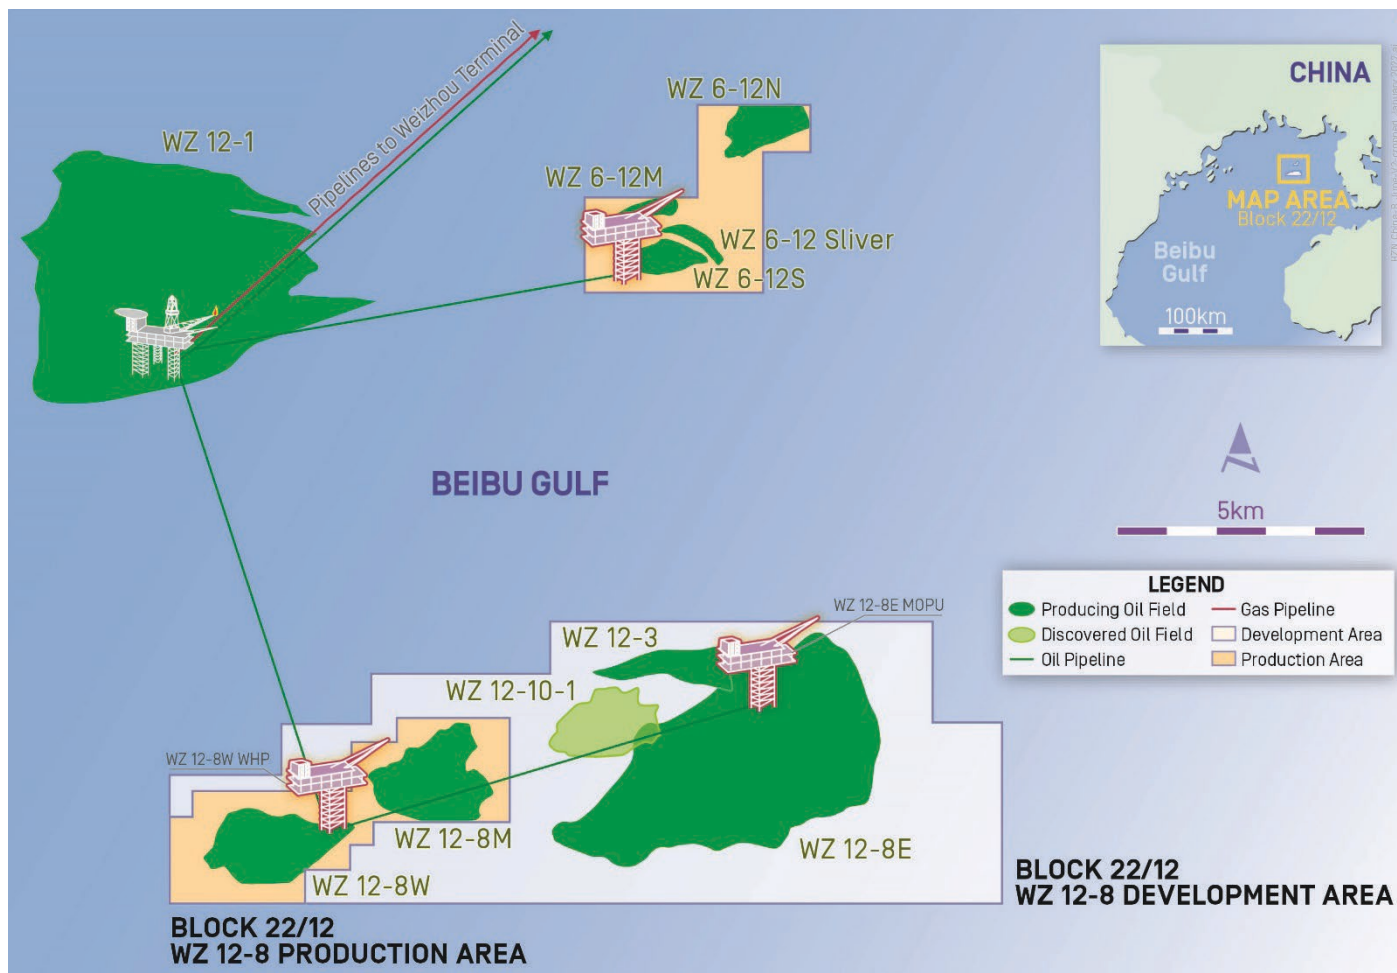 WZ 12-1
Pipelines to Weizhou Terminal
WZ 6-12N
WZ 6-12M
WZ 6-12 Sliver
WZ 6-12S
CHINA
MAP AREA
Block 22/12
Beibu
Gulf
100km
BEIBU GULF
5km
LEGEND
Producing Oil Field
Discovered Oil Field
Oil Pipeline
Gas Pipeline
Development Area
Production Area
WZ 12-8E MOPU
WZ 12-3
WZ 12-10-1
WZ 12-8W WHP
WZ 12-8M
WZ 12-8E
WZ 12-8W
BLOCK 22/12
WZ 12-8 DEVELOPMENT AREA
BLOCK 22/12
WZ 12-8 PRODUCTION AREA